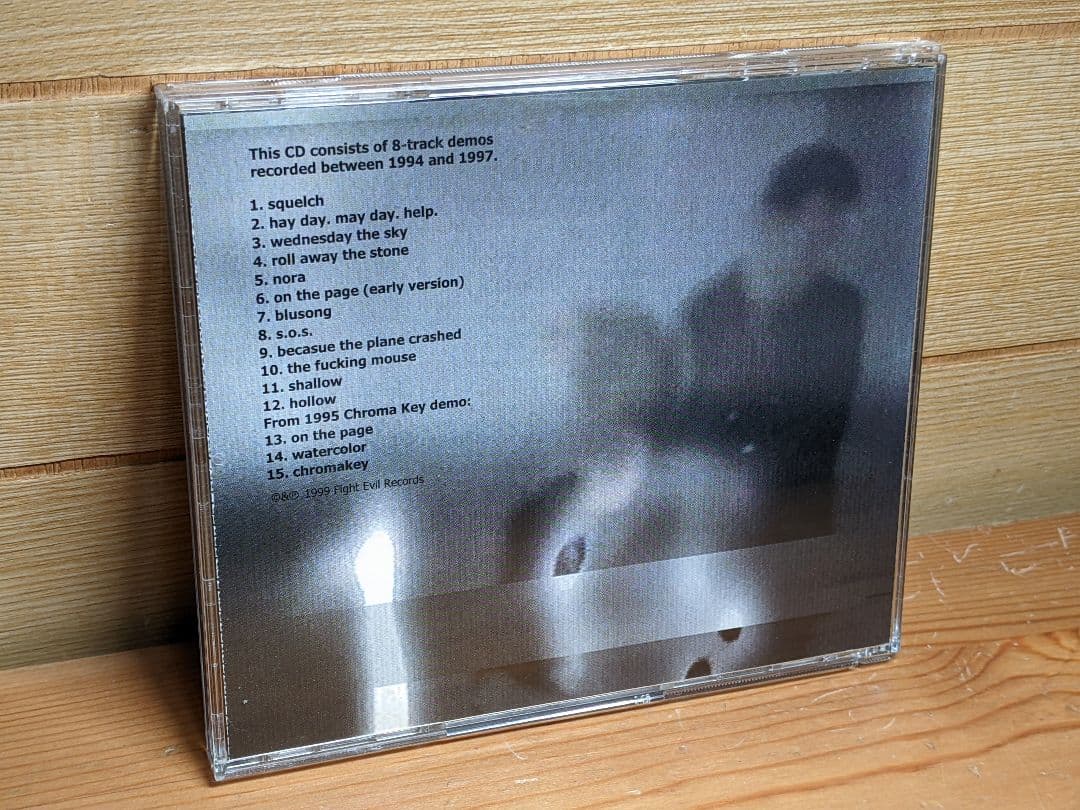 This CD consists of 8-track demos
recorded between 1994 and 1997.
1. squelch
2. hay day. may day. help.
3. wednesday the sky
4. roll away the stone
5. nora
6. on the page (early version)
7. blusong
8. s.o.s.
9. becasue the plane crashed
10. the fucking mouse
11. shallow
12. hollow
From 1995 Chroma Key demo:
13. on the page
14. watercolor
15. chromakey
©&℗ 1999 Fight Evil Records